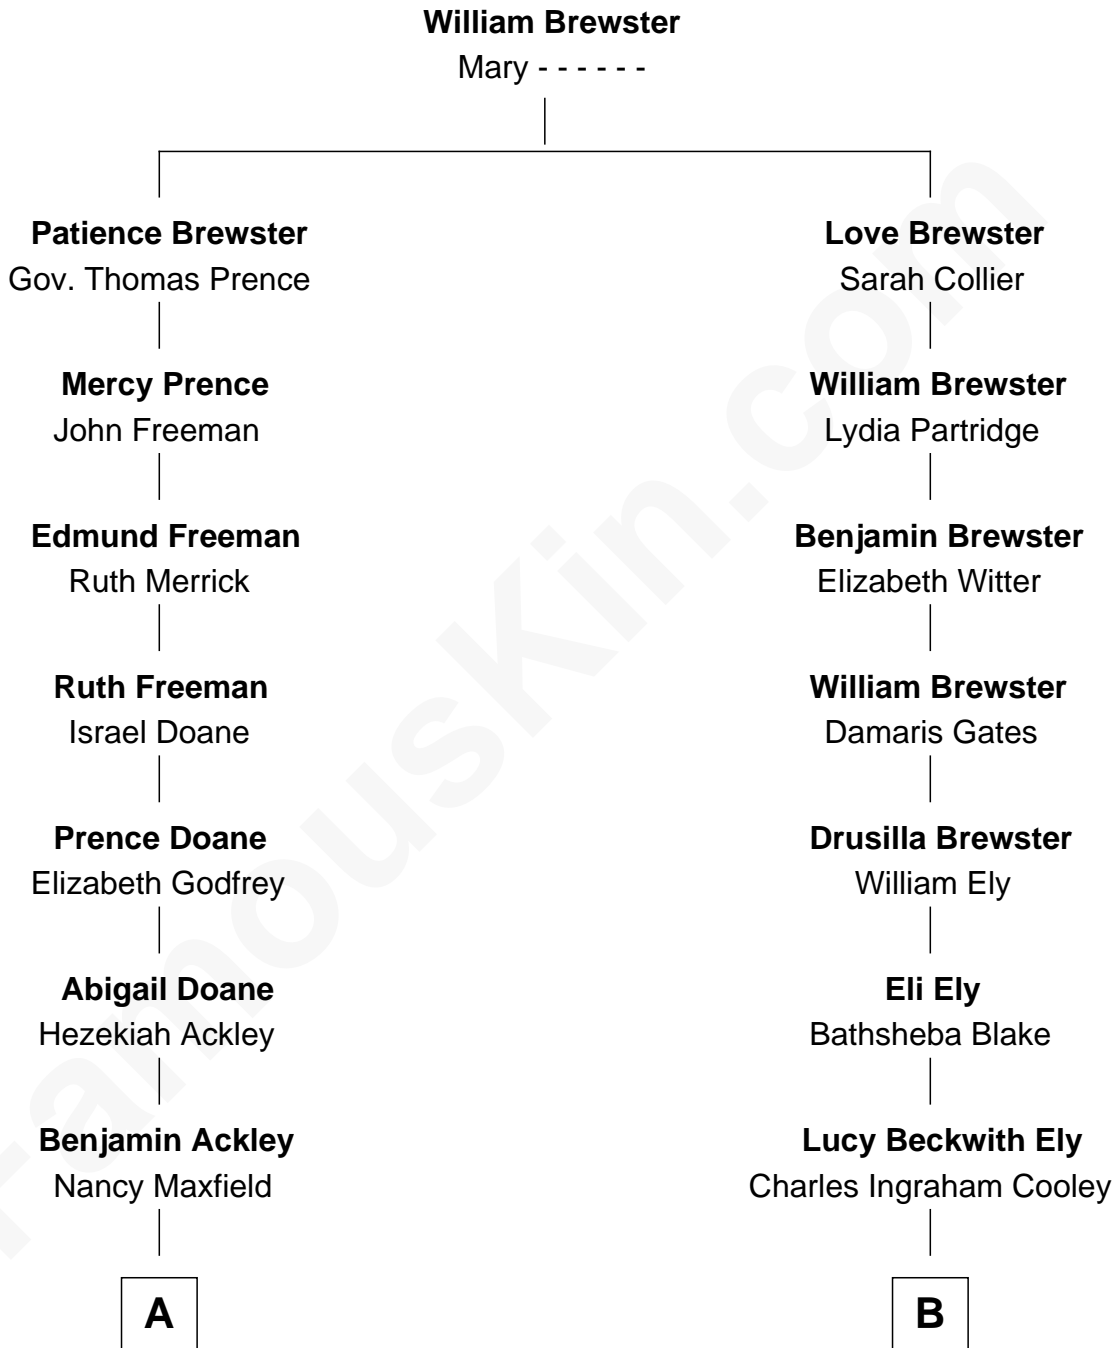 William Brewster
Mary - - - - - -
Patience Brewster
Gov. Thomas Prence
Love Brewster
Sarah Collier
Mercy Prence
John Freeman
William Brewster
Lydia Partridge
Edmund Freeman
Ruth Merrick
Benjamin Brewster
Elizabeth Witter
Ruth Freeman
Israel Doane
William Brewster
Damaris Gates
Prence Doane
Elizabeth Godfrey
Drusilla Brewster
William Ely
Abigail Doane
Hezekiah Ackley
Eli Ely
Bathsheba Blake
Benjamin Ackley
Nancy Maxfield
Lucy Beckwith Ely
Charles Ingraham Cooley
A
B
FamousKin.com